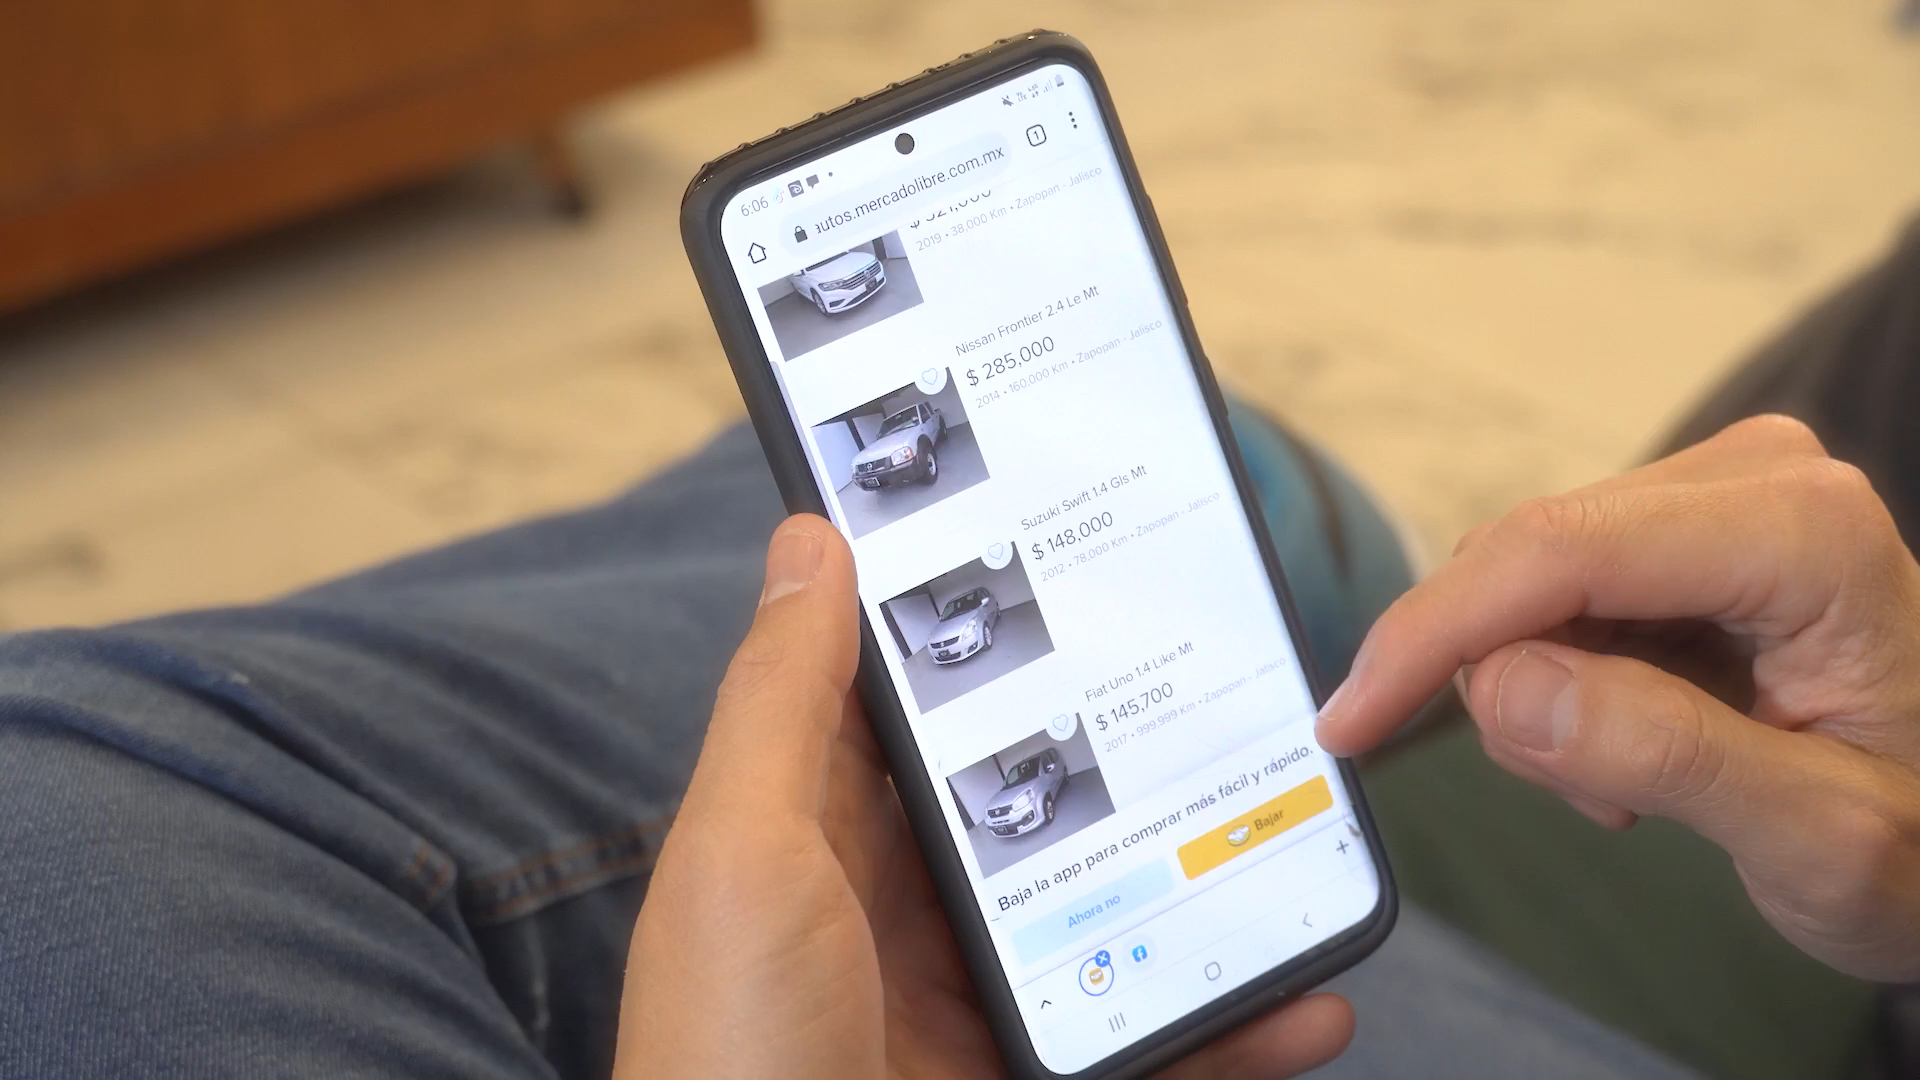 6:06
1
autos.mercadolibre.com.mx
2019 • 38,000 Km • Zapopan - Jalisco
Nissan Frontier 2.4 Le Mt
$ 285,000
2014 • 160,000 Km • Zapopan - Jalisco
Suzuki Swift 1.4 Gls Mt
$ 148,000
2012 • 78,000 Km • Zapopan - Jalisco
Fiat Uno 1.4 Like Mt
$ 145,700
2017 • 999,999 Km • Zapopan - Jalisco
Baja la app para comprar más fácil y rápido.
Ahora no
Bajar